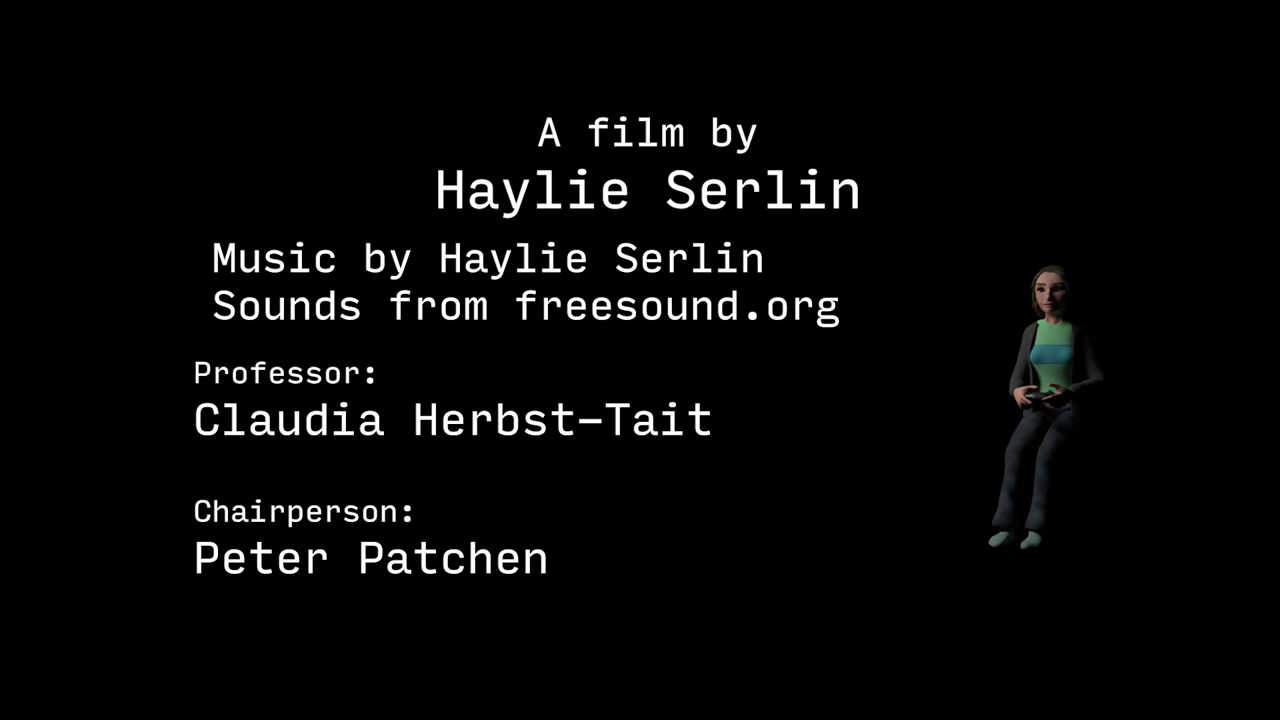 A film by
Haylie Serlin
Music by Haylie Serlin
Sounds from freesound.org
Professor:
Claudia Herbst-Tait
Chairperson:
Peter Patchen